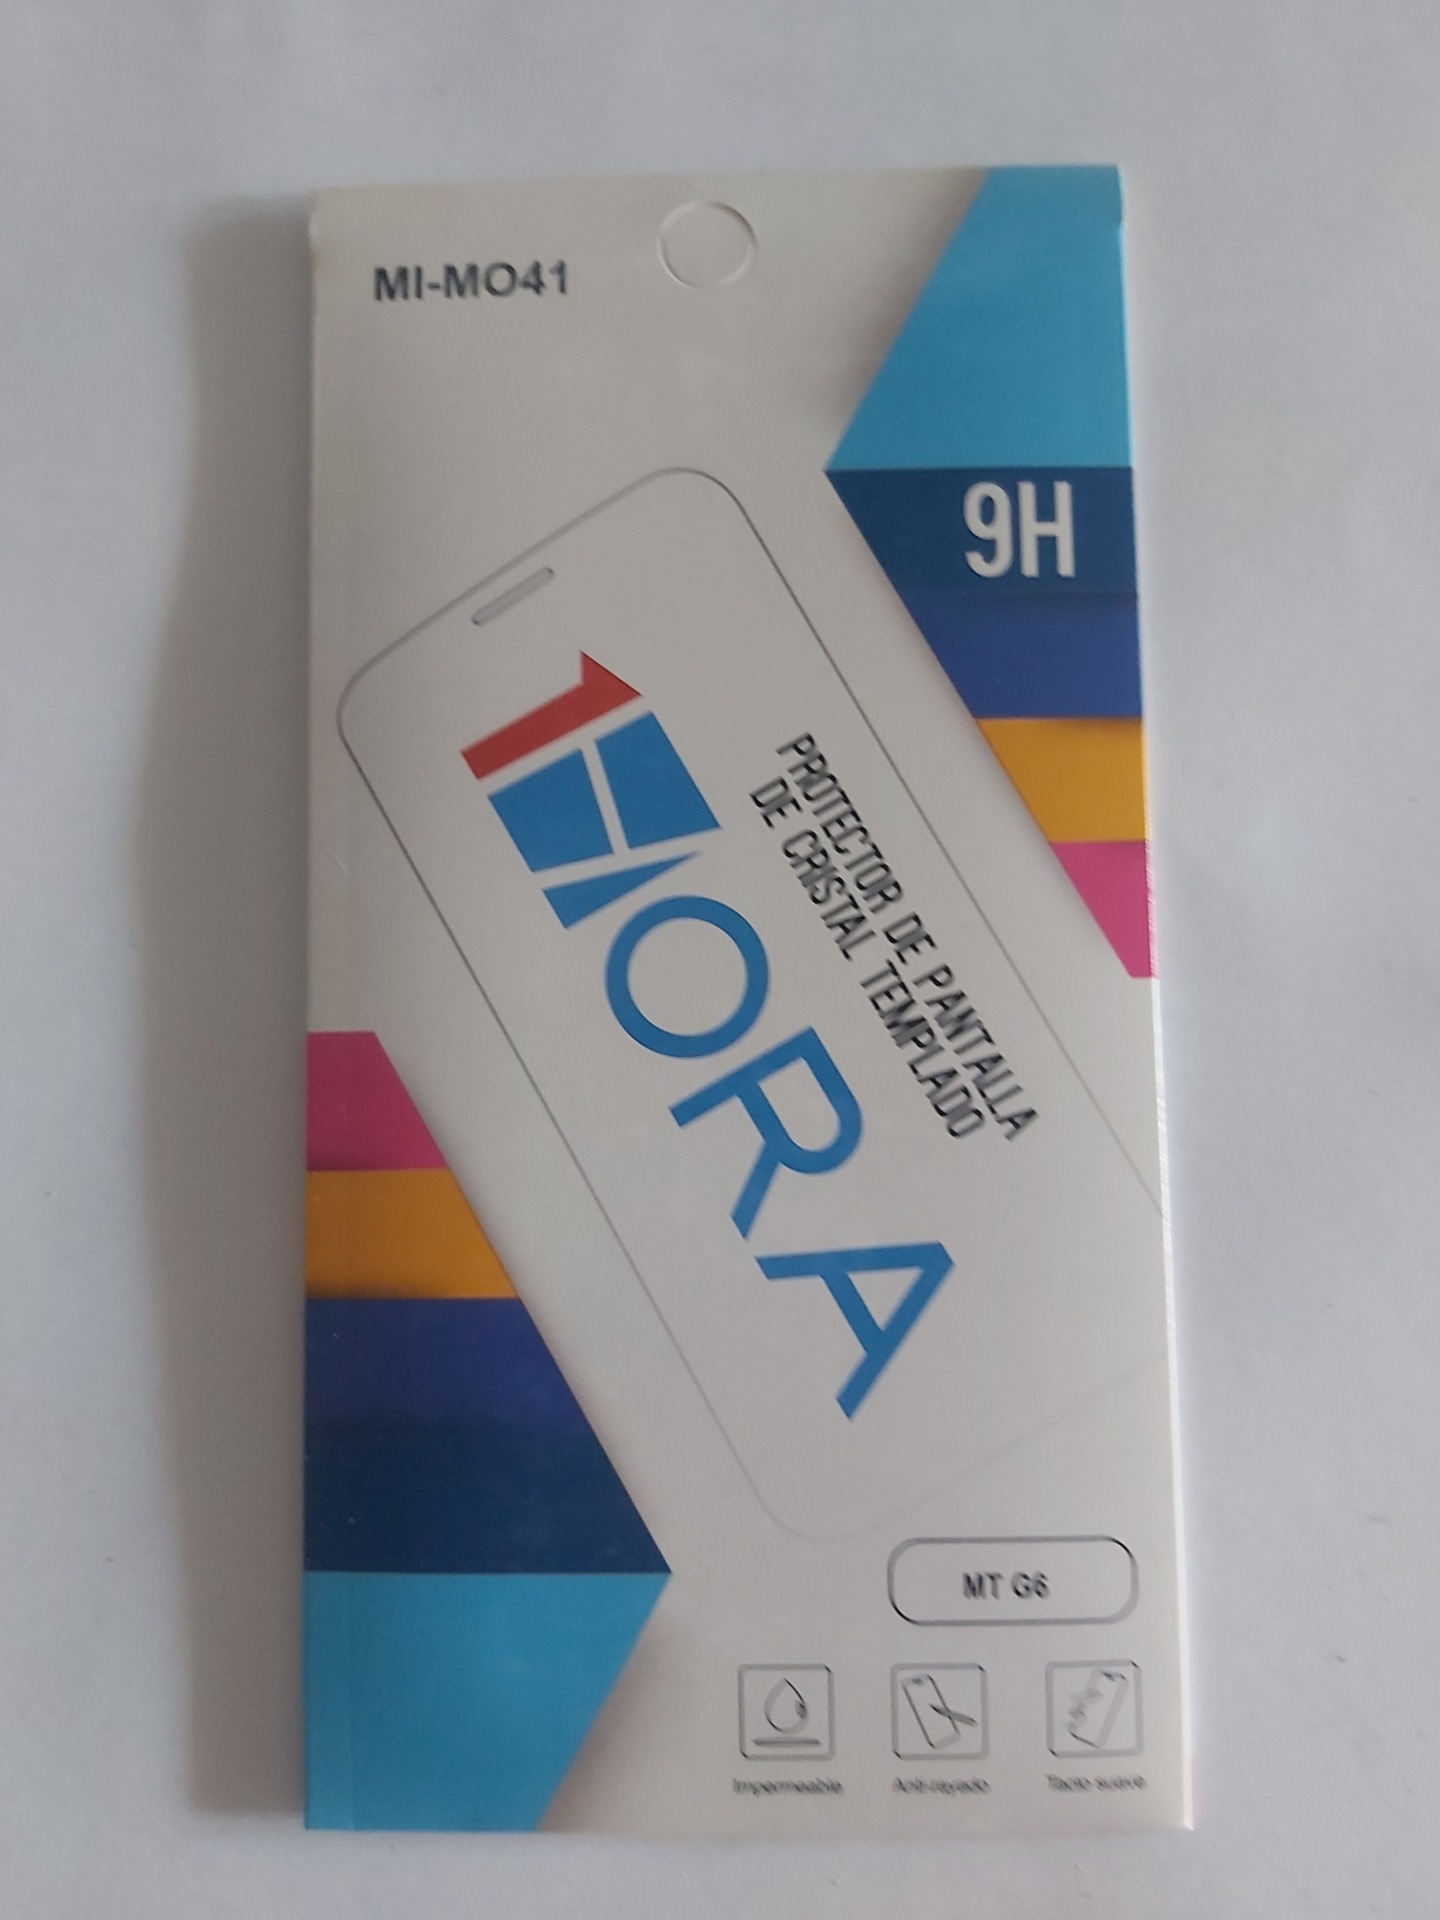 MI-MO41
9H
1HORA
PROTECTOR DE PANTALLA
DE CRISTAL TEMPLADO
MT G6
Impermeable
Anti-rayado
Tacto suave